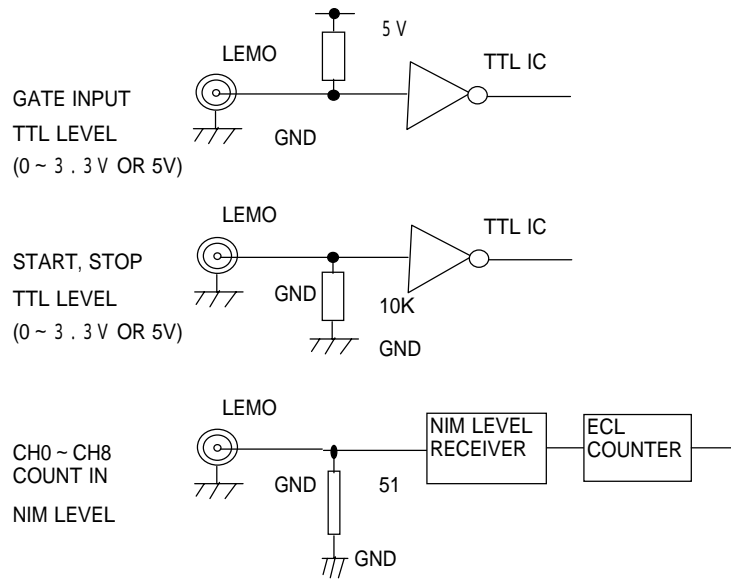 5 V
LEMO
TTL IC
GATE INPUT
TTL LEVEL
GND
(0 ~ 3 . 3 V OR 5V)
LEMO
TTL IC
START, STOP
GND
10K
TTL LEVEL
(0 ~ 3 . 3 V OR 5V)
GND
LEMO
NIM LEVEL
RECEIVER
ECL
COUNTER
CH0 ~ CH8
COUNT IN
GND
51
NIM LEVEL
GND